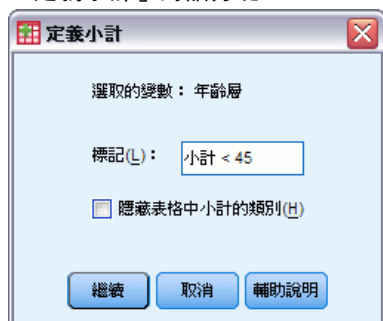 定義小計
選取的變數： 年齡層
標記(L)： 小計 < 45
隱藏表格中小計的類別(H)
繼續 取消 輔助說明